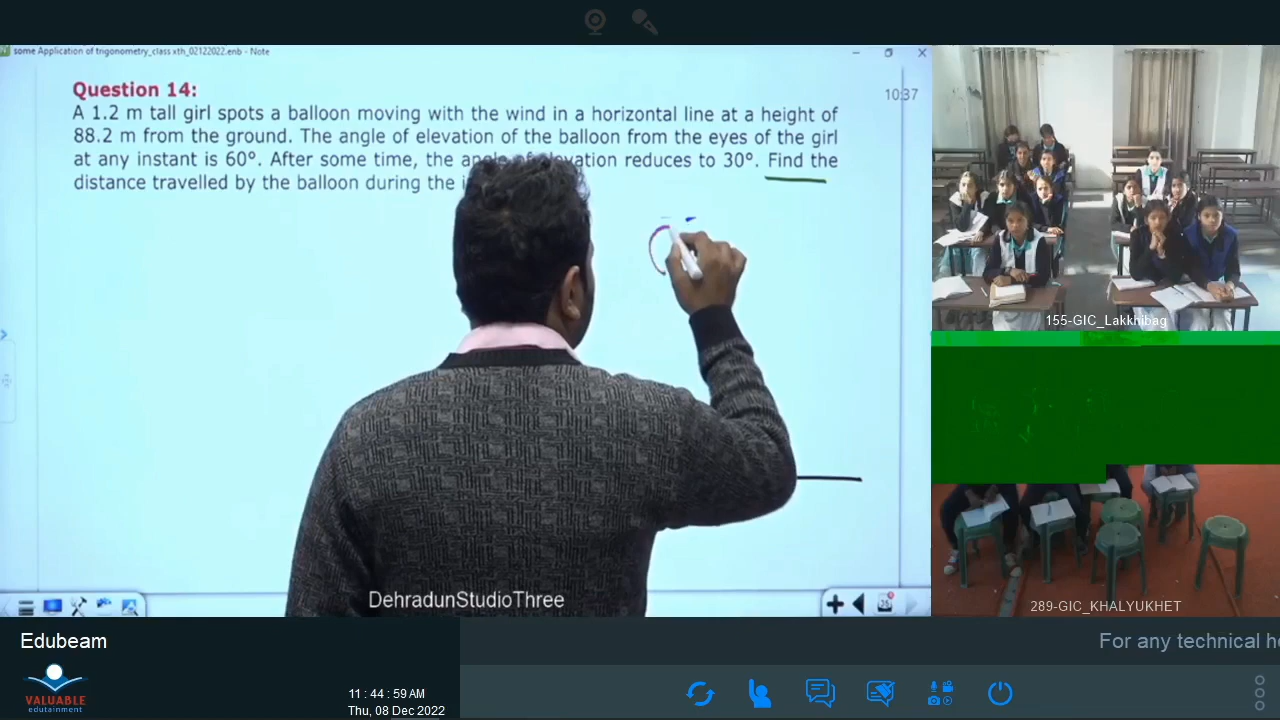 some Application of trigonometry_class xth_02122022.enb - Note
Question 14:
10:37
A 1.2 m tall girl spots a balloon moving with the wind in a horizontal line at a height of
88.2 m from the ground. The angle of elevation of the balloon from the eyes of the girl
at any instant is 60°. After some time, the angle of elevation reduces to 30°. Find the
distance travelled by the balloon during the
155-GIC_Lakkhibag
289-GIC_KHALYUKHET
DehradunStudioThree
Edubeam
For any technical
VALUABLE
edutainment
11 : 44 : 59 AM
Thu, 08 Dec 2022